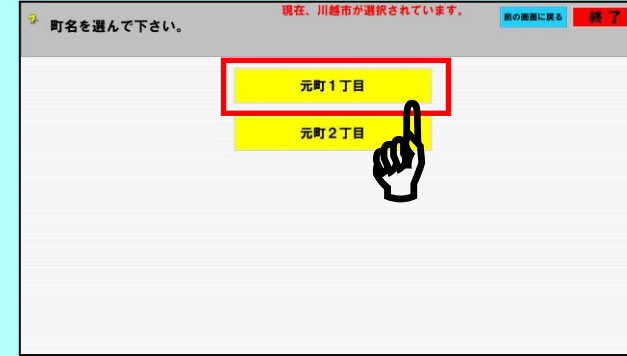 現在、川越市が選択されています。
町名を選んで下さい。
前の画面に戻る
終了
元町1丁目
元町2丁目